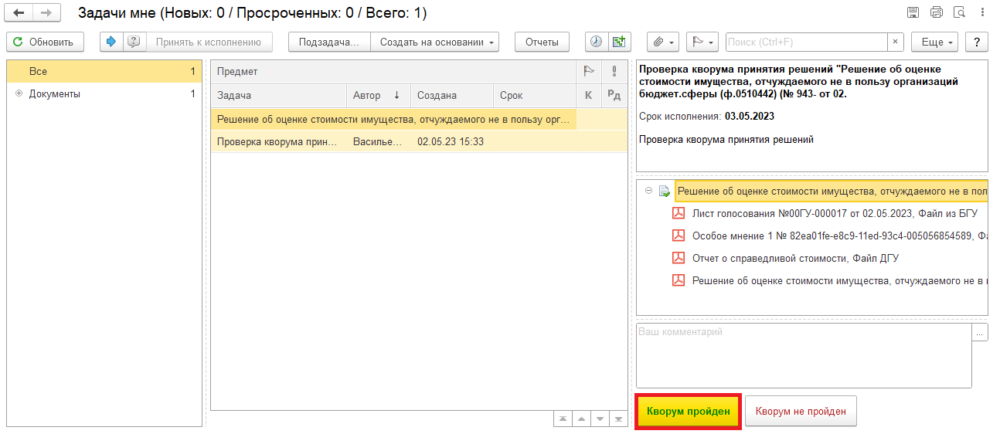 Задачи мне (Новых: 0 / Просроченных: 0 / Всего: 1)
Обновить
Принять к исполнению
Подзадача...
Создать на основании
Отчеты
Поиск (Ctrl+F)
×
Еще
?
Все 1
Документы 1
Предмет
Задача Автор ↓ Создана Срок К Рд
Решение об оценке стоимости имущества, отчуждаемого не в пользу орг...
Проверка кворума прин... Василье... 02.05.23 15:33
Проверка кворума принятия решений "Решение об оценке
стоимости имущества, отчуждаемого не в пользу организаций
бюджет.сферы (ф.0510442) (№ 943- от 02.
Срок исполнения: 03.05.2023
Проверка кворума принятия решений
Решение об оценке стоимости имущества, отчуждаемого не в пол
Лист голосования №00ГУ-000017 от 02.05.2023, Файл из БГУ
Особое мнение 1 № 82ea01fe-e8c9-11ed-93c4-005056854589, Фа
Отчет о справедливой стоимости, Файл ДГУ
Решение об оценке стоимости имущества, отчуждаемого не в
Ваш комментарий
...
Кворум пройден
Кворум не пройден